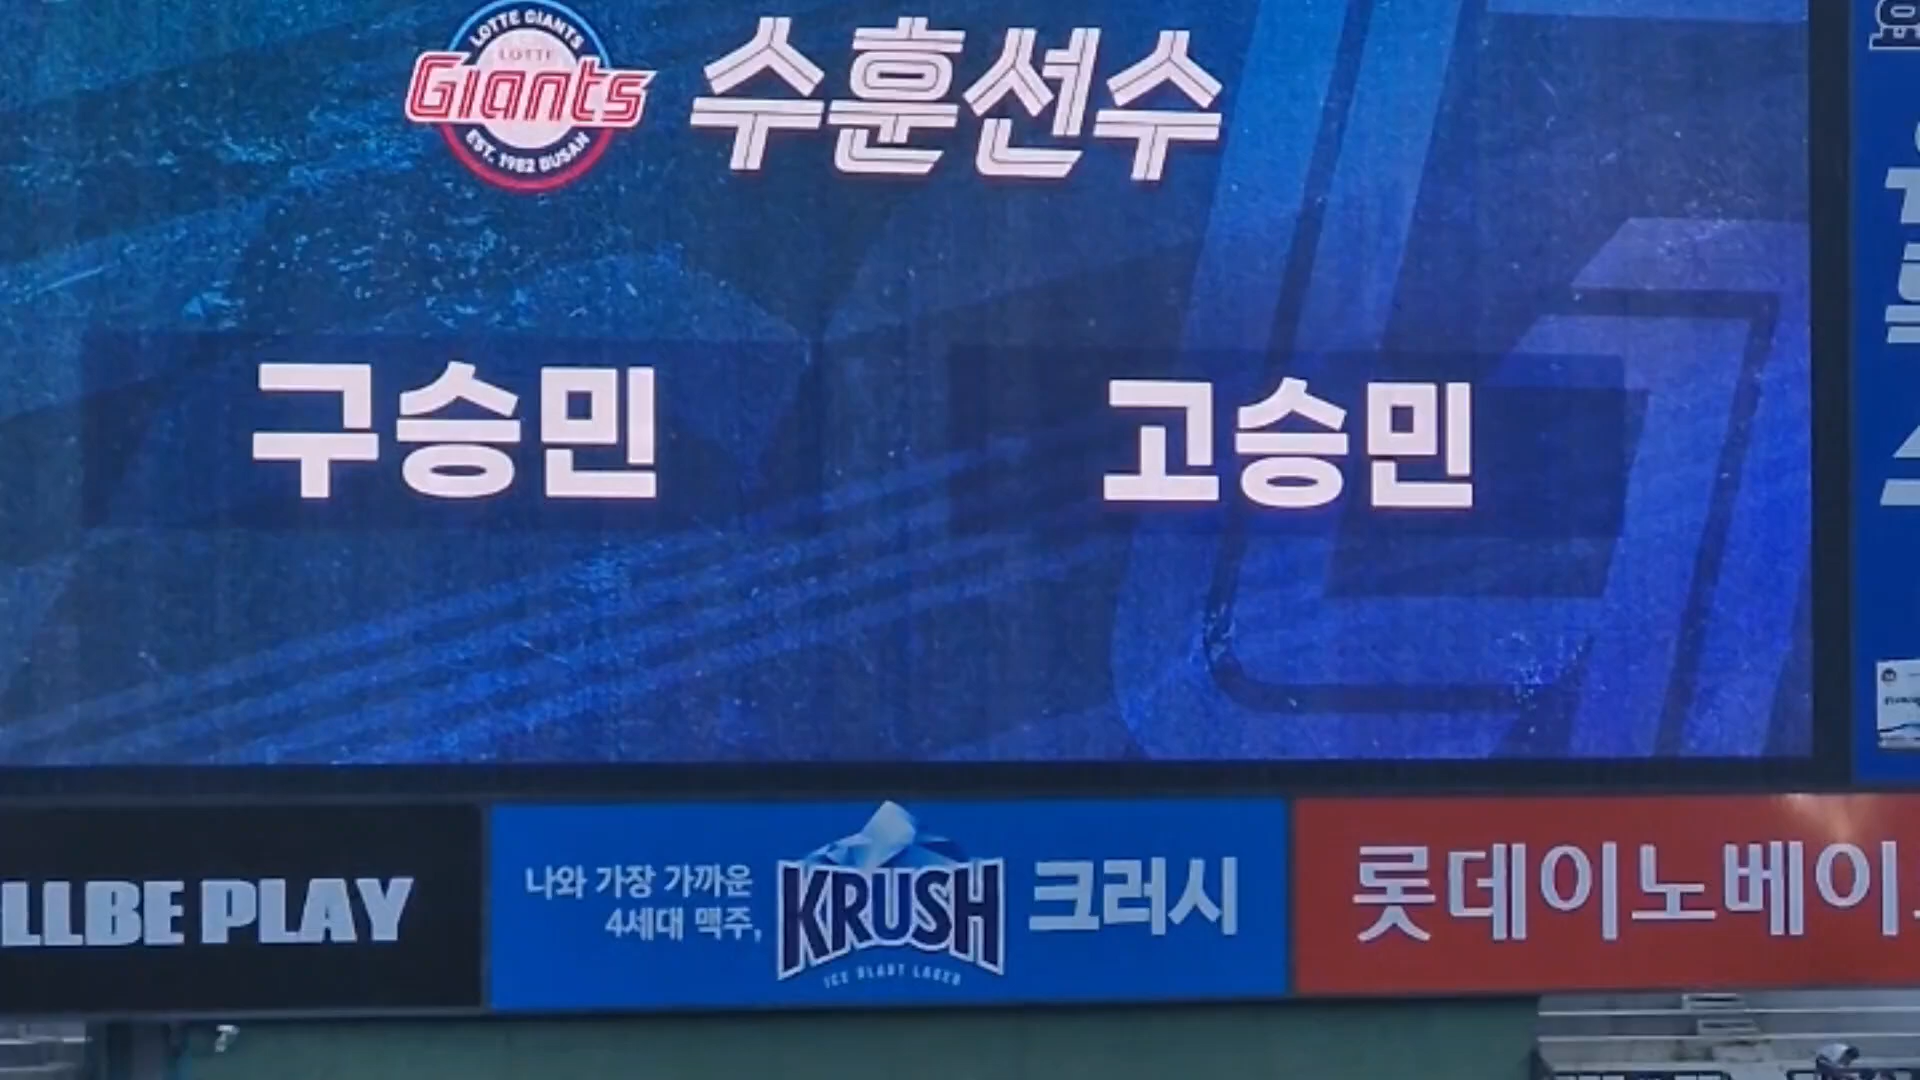 LOTTE GIANTS
LOTTE
Giants
EST. 1982 BUSAN
수훈선수
구승민
고승민
LLBE PLAY
나와 가장 가까운
4세대 맥주,
KRUSH
ICE BLAST LAGER
크러시
롯데이노베이